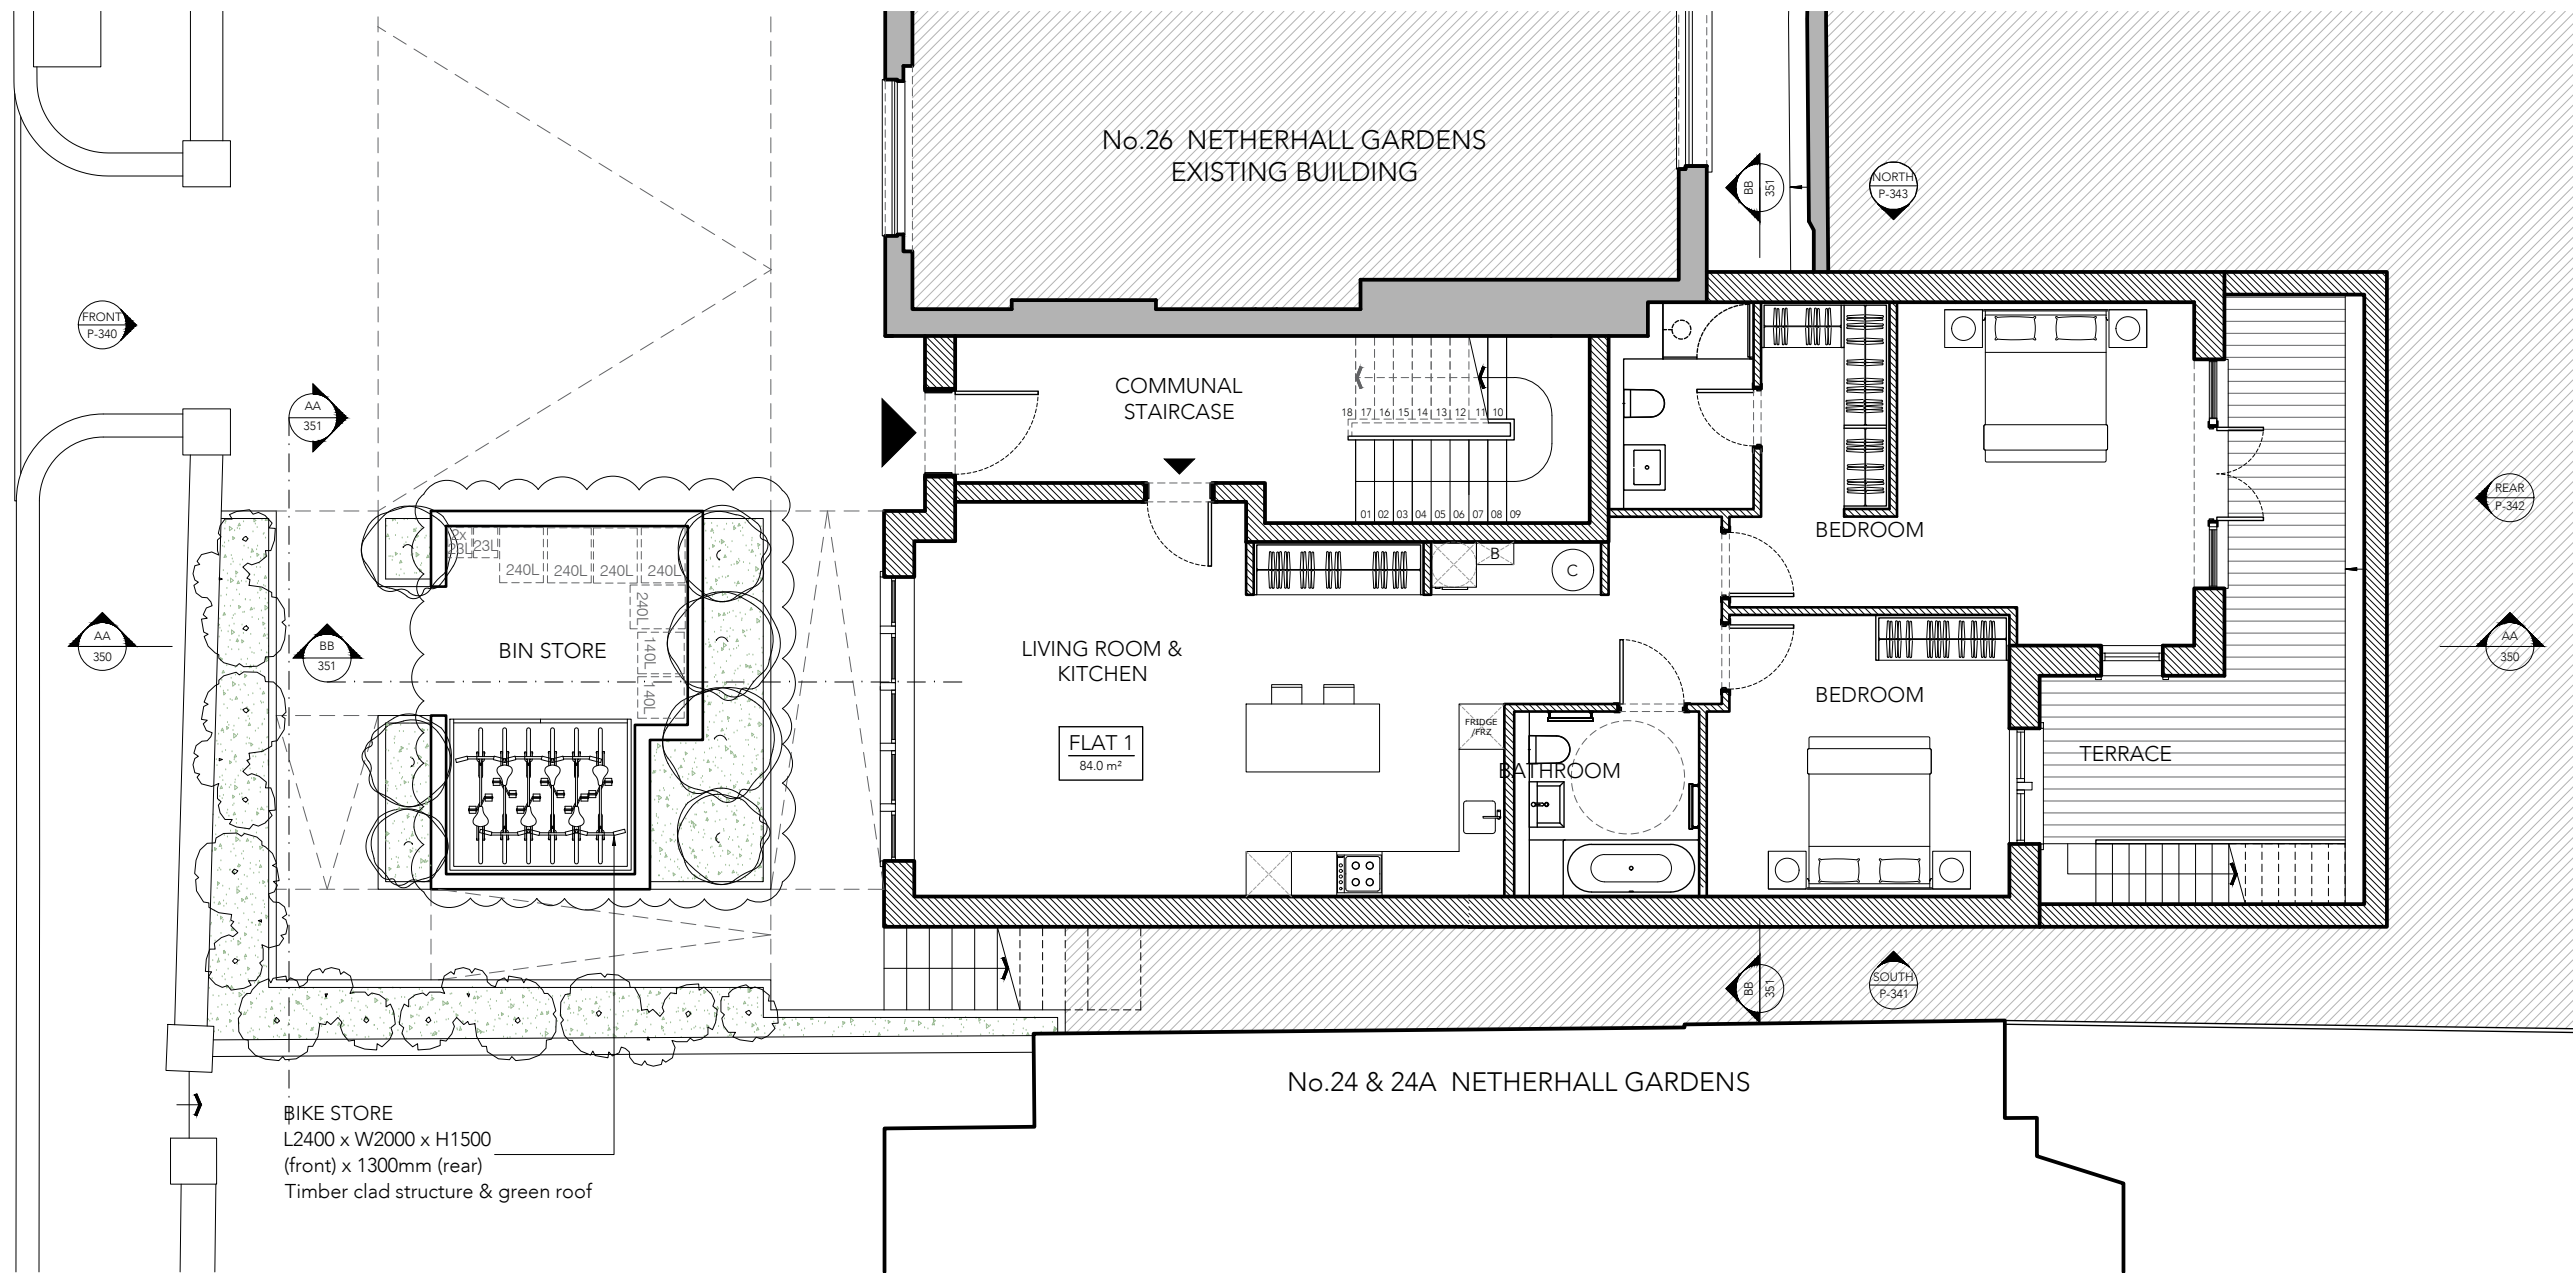 No.26 NETHERHALL GARDENS
EXISTING BUILDING
BB
351
NORTH
P-343
FRONT
P-340
AA
351
COMMUNAL
STAIRCASE
18 17 16 15 14 13 12 11 10
01 02 03 04 05 06 07 08 09
REAR
P-342
BEDROOM
2x
23L
23L
240L
240L
240L
240L
240L
140L
140L
B
C
AA
350
BB
351
BIN STORE
LIVING ROOM &
KITCHEN
AA
350
BEDROOM
FLAT 1
84.0 m²
FRIDGE
/FRZ
BATHROOM
TERRACE
BB
351
SOUTH
P-341
No.24 & 24A NETHERHALL GARDENS
BIKE STORE
L2400 x W2000 x H1500
(front) x 1300mm (rear)
Timber clad structure & green roof